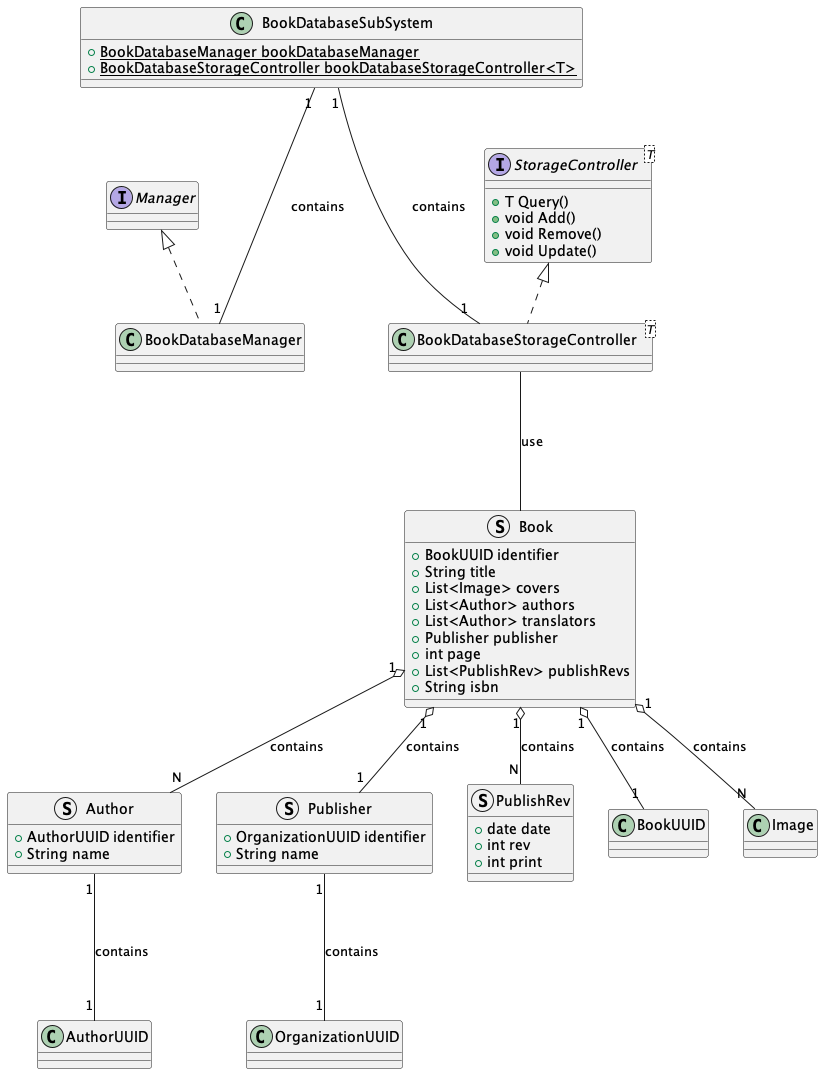 C BookDatabaseSubSystem
BookDatabaseManager bookDatabaseManager
BookDatabaseStorageController bookDatabaseStorageController<T>
1 1
I StorageController T
T Query()
void Add()
void Remove()
void Update()
I Manager
contains contains
1 1
C BookDatabaseManager
C BookDatabaseStorageController T
use
S Book
BookUUID identifier
String title
List<Image> covers
List<Author> authors
List<Author> translators
Publisher publisher
int page
List<PublishRev> publishRevs
String isbn
1 1 1 1 1
contains contains contains contains contains
N 1 N 1 N
S Author
AuthorUUID identifier
String name
S Publisher
OrganizationUUID identifier
String name
S PublishRev
date date
int rev
int print
C BookUUID
C Image
1 1
contains contains
1 1
C AuthorUUID
C OrganizationUUID